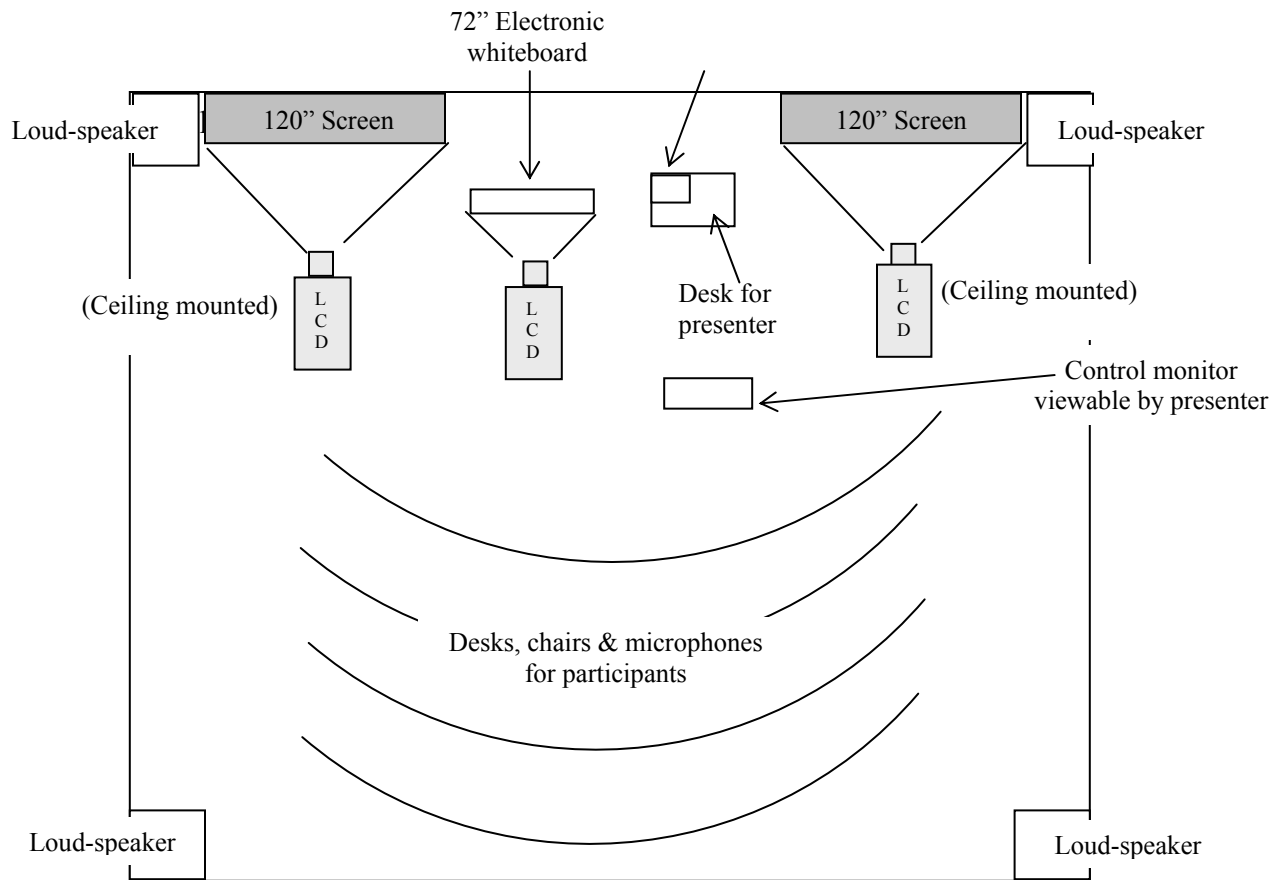 72” Electronic
whiteboard
Loud-speaker
120” Screen
120” Screen
Loud-speaker
(Ceiling mounted)
L
C
D
L
C
D
Desk for
presenter
L
C
D
(Ceiling mounted)
Control monitor
viewable by presenter
Desks, chairs & microphones
for participants
Loud-speaker
Loud-speaker